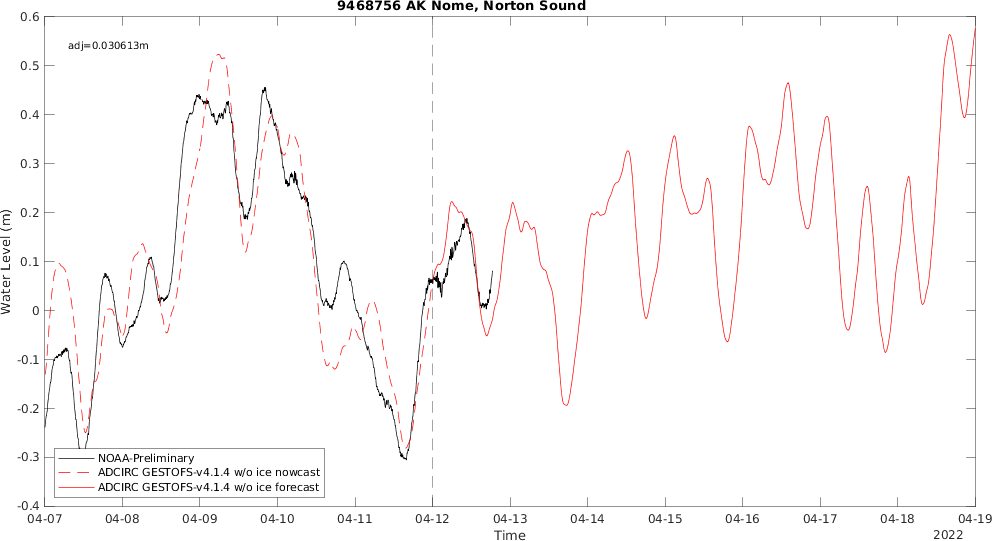 9468756 AK Nome, Norton Sound
adj=0.030613m
Water Level (m)
0.6
0.5
0.4
0.3
0.2
0.1
0
-0.1
-0.2
-0.3
-0.4
NOAA-Preliminary
ADCIRC GESTOFS-v4.1.4 w/o ice nowcast
ADCIRC GESTOFS-v4.1.4 w/o ice forecast
04-07 04-08 04-09 04-10 04-11 04-12 04-13 04-14 04-15 04-16 04-17 04-18 04-19
Time
2022